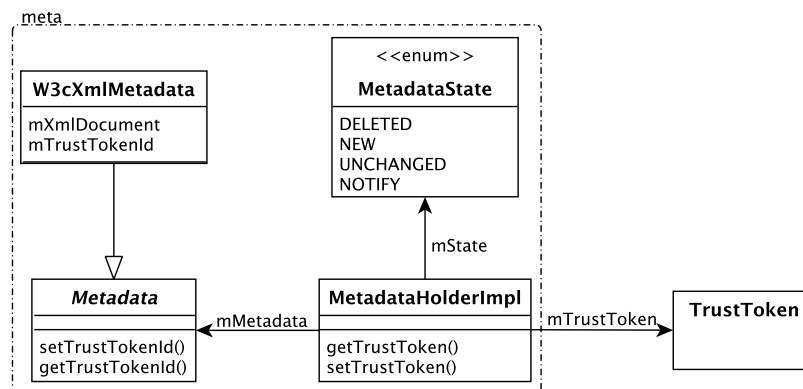 meta
<<enum>>
MetadataState
DELETED
NEW
UNCHANGED
NOTIFY
W3cXmlMetadata
mXmlDocument
mTrustTokenId
mState
Metadata
setTrustTokenId()
getTrustTokenId()
mMetadata
MetadataHolderImpl
getTrustToken()
setTrustToken()
mTrustToken
TrustToken